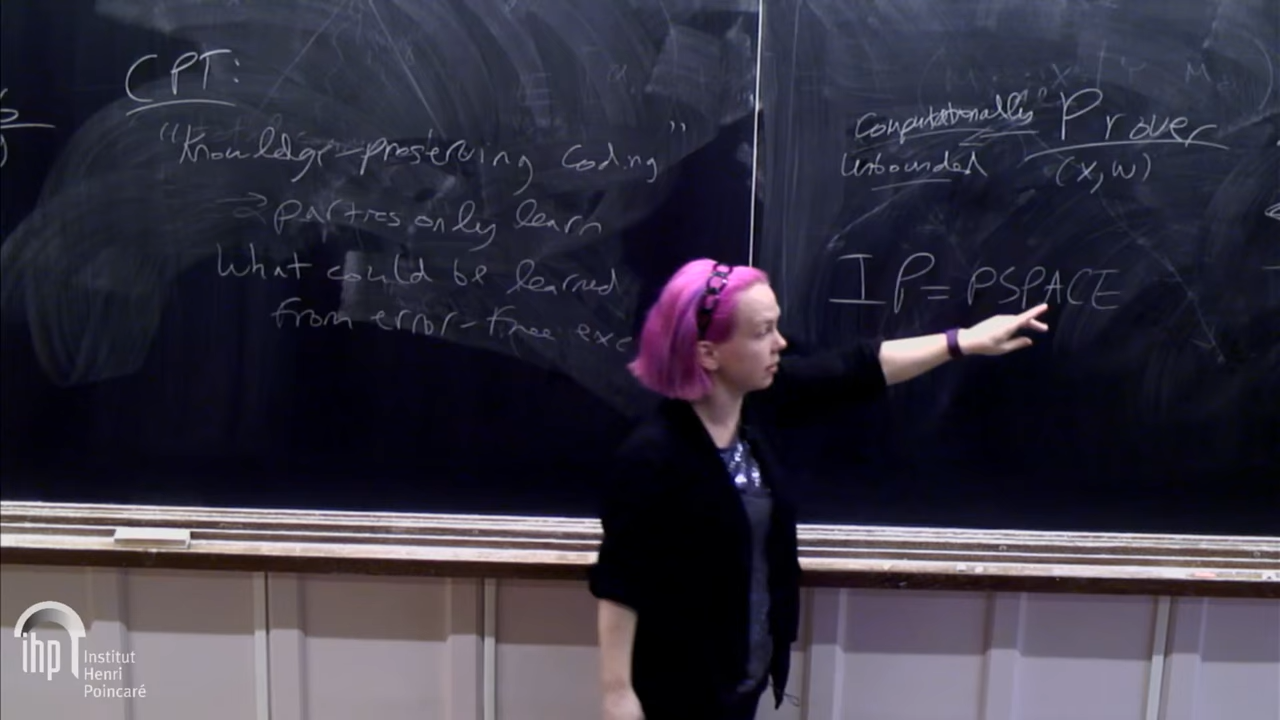 CPT:
"Knowledge-preserving coding"
→ parties only learn
what could be learned
from error-free exe
Computationally
Unbounded
Prover
(x, w)
IP = PSPACE
ihp
Institut
Henri
Poincaré